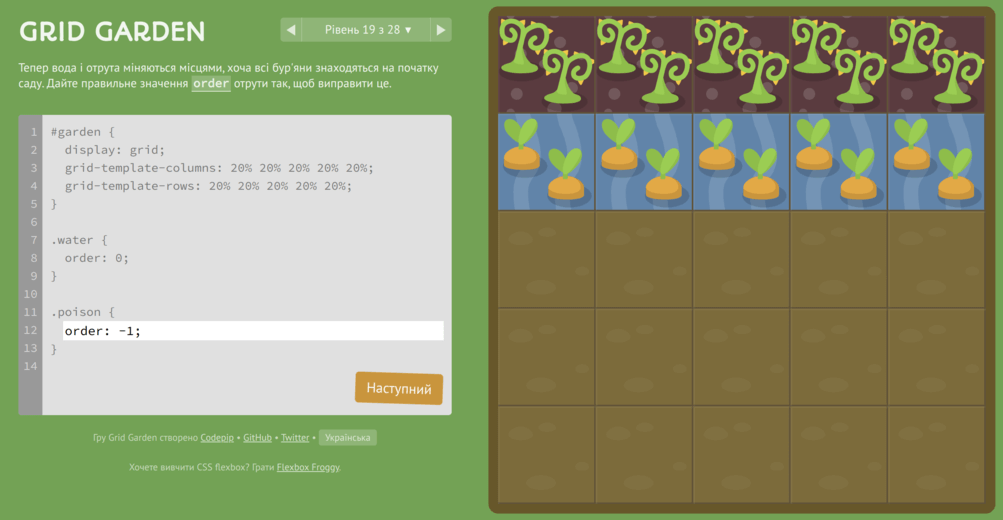 GRID GARDEN
◀ Рівень 19 з 28 ▾ ▶
Тепер вода і отрута міняються місцями, хоча всі бур'яни знаходяться на початку
саду. Дайте правильне значення order отрути так, щоб виправити це.
1 #garden {
2 display: grid;
3 grid-template-columns: 20% 20% 20% 20% 20%;
4 grid-template-rows: 20% 20% 20% 20% 20%;
5 }
6
7 .water {
8 order: 0;
9 }
10
11 .poison {
12 order: -1;
13 }
14
Наступний
Гру Grid Garden створено Codepip • GitHub • Twitter • Українська
Хочете вивчити CSS flexbox? Грати Flexbox Froggy.